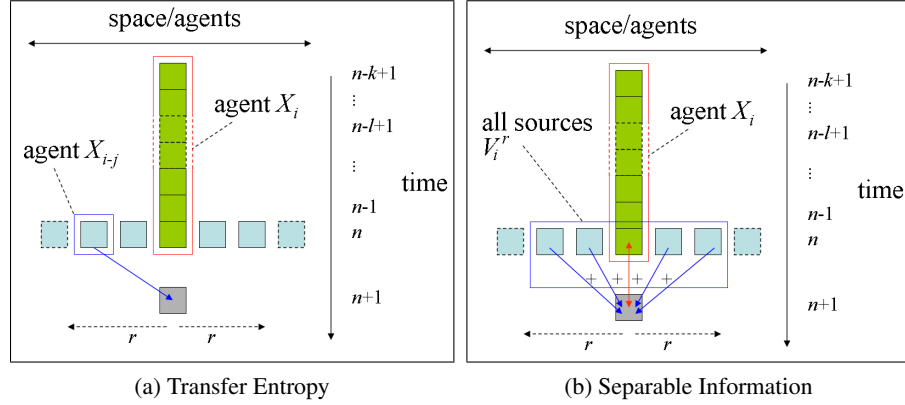 space/agents
n-k+1
⋮
agent X_i
n-l+1
agent X_{i-j}
⋮
time
n-1
n
n+1
r
r
(a) Transfer Entropy
space/agents
n-k+1
⋮
agent X_i
n-l+1
all sources
V_i^r
⋮
time
n-1
n
+ + + +
n+1
r
r
(b) Separable Information